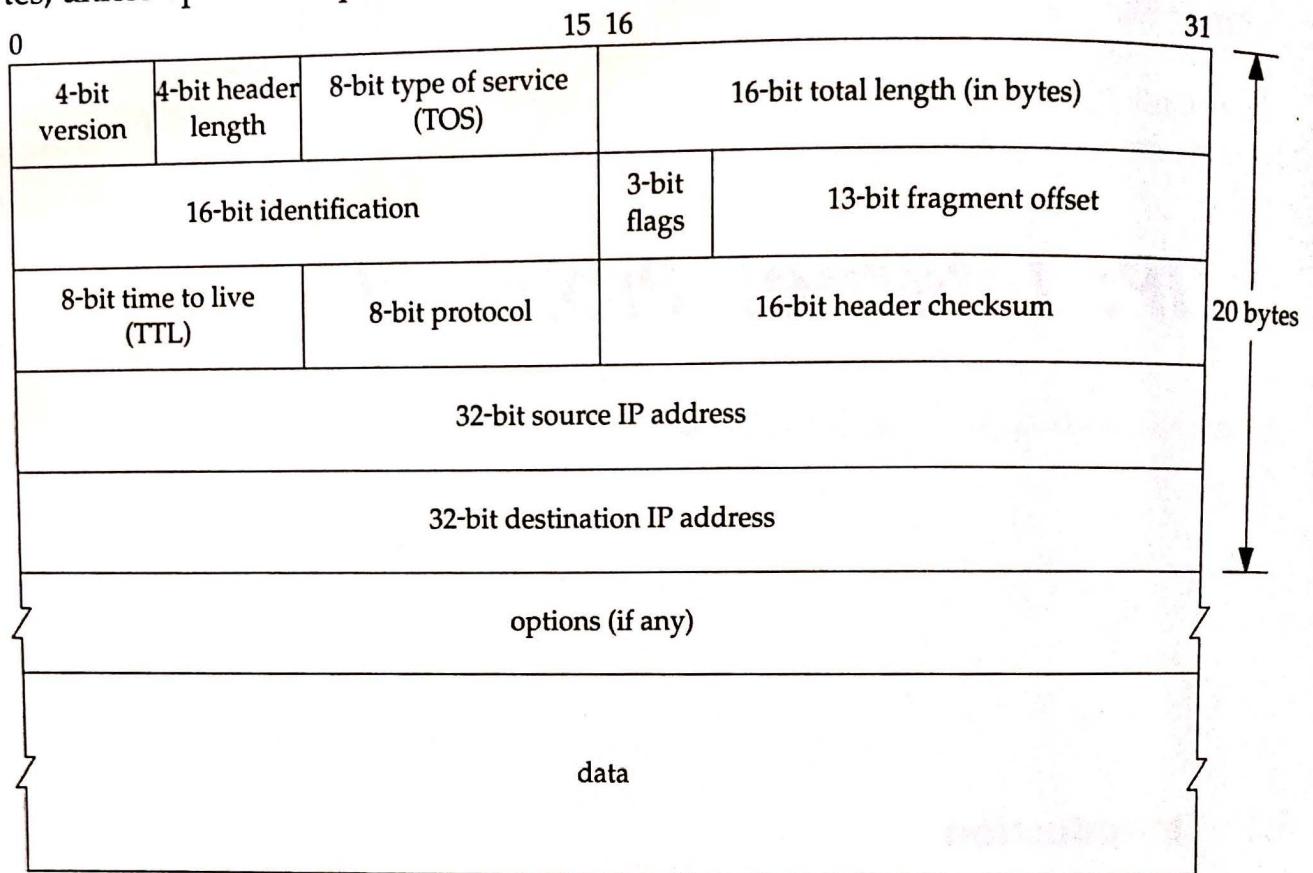 0 15 16 31
4-bit version
4-bit header length
8-bit type of service (TOS)
16-bit total length (in bytes)
16-bit identification
3-bit flags
13-bit fragment offset
8-bit time to live (TTL)
8-bit protocol
16-bit header checksum
20 bytes
32-bit source IP address
32-bit destination IP address
options (if any)
data